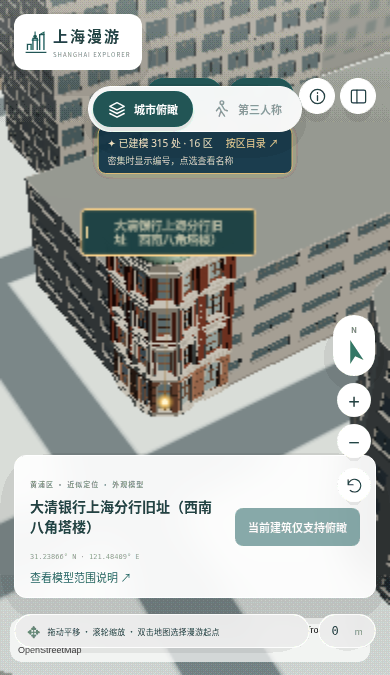 上海漫游
SHANGHAI EXPLORER
城市俯瞰
第三人称
✦ 已建模 315 处 · 16 区 按区目录 ↗
密集时显示编号，点选查看名称
大清银行上海分行旧
址（西南八角塔楼）
N
+
−
黄浦区 · 近似定位 · 外观模型
大清银行上海分行旧址（西南
八角塔楼）
当前建筑仅支持俯瞰
31.23866° N · 121.48489° E
查看模型范围说明 ↗
拖动平移 · 滚轮缩放 · 双击地图选择漫游起点
0 m
OpenStreetMap